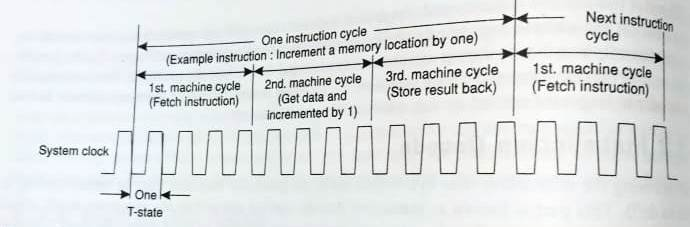 One instruction cycle
(Example instruction : Increment a memory location by one)
Next instruction
cycle
1st. machine cycle
(Fetch instruction)
2nd. machine cycle
(Get data and
incremented by 1)
3rd. machine cycle
(Store result back)
1st. machine cycle
(Fetch instruction)
System clock
One
T-state